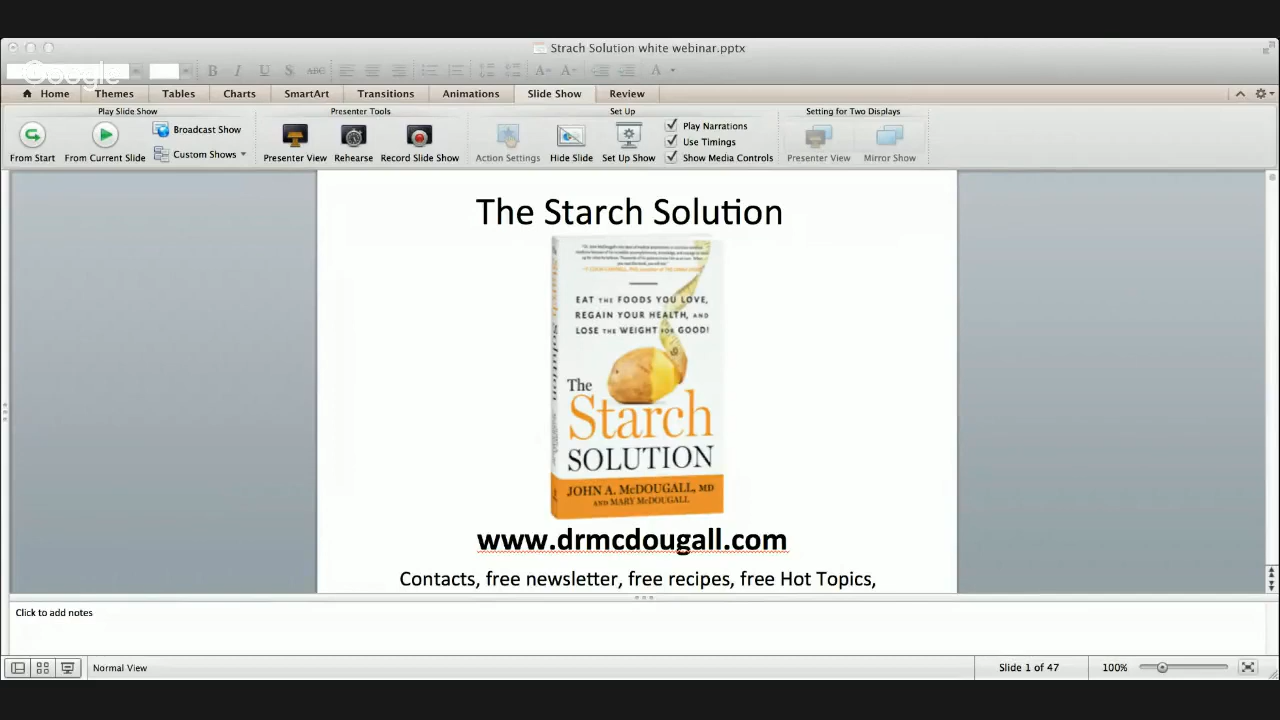 Strach Solution white webinar.pptx
Google
Home Themes Tables Charts SmartArt Transitions Animations Slide Show Review
Play Slide Show Presenter Tools Set Up Setting for Two Displays
Broadcast Show
Custom Shows
From Start From Current Slide Presenter View Rehearse Record Slide Show Action Settings Hide Slide Set Up Show
Play Narrations
Use Timings
Show Media Controls
Presenter View Mirror Show
The Starch Solution
EAT THE FOODS YOU LOVE,
REGAIN YOUR HEALTH, AND
LOSE THE WEIGHT FOR GOOD!
The
Starch
SOLUTION
JOHN A. McDOUGALL, MD
AND MARY McDOUGALL
www.drmcdougall.com
Contacts, free newsletter, free recipes, free Hot Topics,
Click to add notes
Normal View Slide 1 of 47 100%